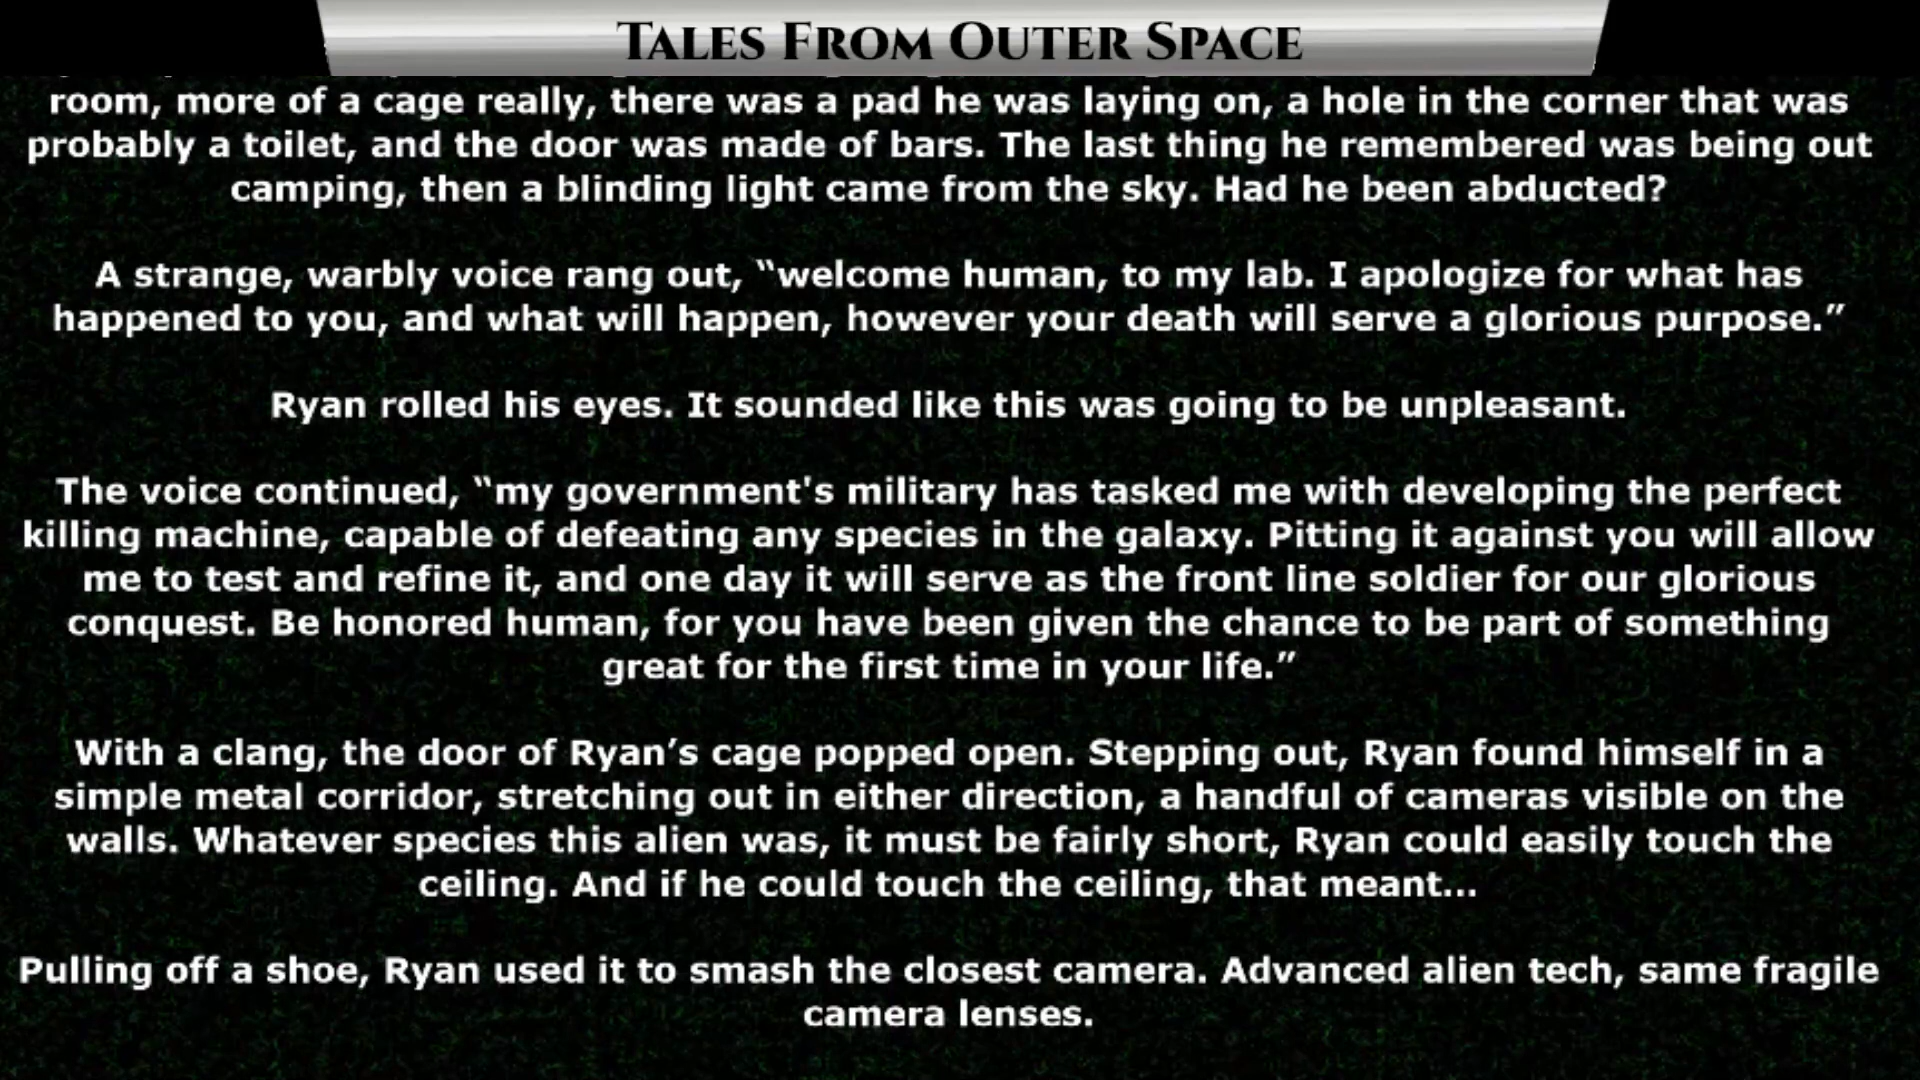 Tales From Outer Space
room, more of a cage really, there was a pad he was laying on, a hole in the corner that was
probably a toilet, and the door was made of bars. The last thing he remembered was being out
camping, then a blinding light came from the sky. Had he been abducted?
A strange, warbly voice rang out, “welcome human, to my lab. I apologize for what has
happened to you, and what will happen, however your death will serve a glorious purpose.”
Ryan rolled his eyes. It sounded like this was going to be unpleasant.
The voice continued, “my government's military has tasked me with developing the perfect
killing machine, capable of defeating any species in the galaxy. Pitting it against you will allow
me to test and refine it, and one day it will serve as the front line soldier for our glorious
conquest. Be honored human, for you have been given the chance to be part of something
great for the first time in your life.”
With a clang, the door of Ryan’s cage popped open. Stepping out, Ryan found himself in a
simple metal corridor, stretching out in either direction, a handful of cameras visible on the
walls. Whatever species this alien was, it must be fairly short, Ryan could easily touch the
ceiling. And if he could touch the ceiling, that meant...
Pulling off a shoe, Ryan used it to smash the closest camera. Advanced alien tech, same fragile
camera lenses.